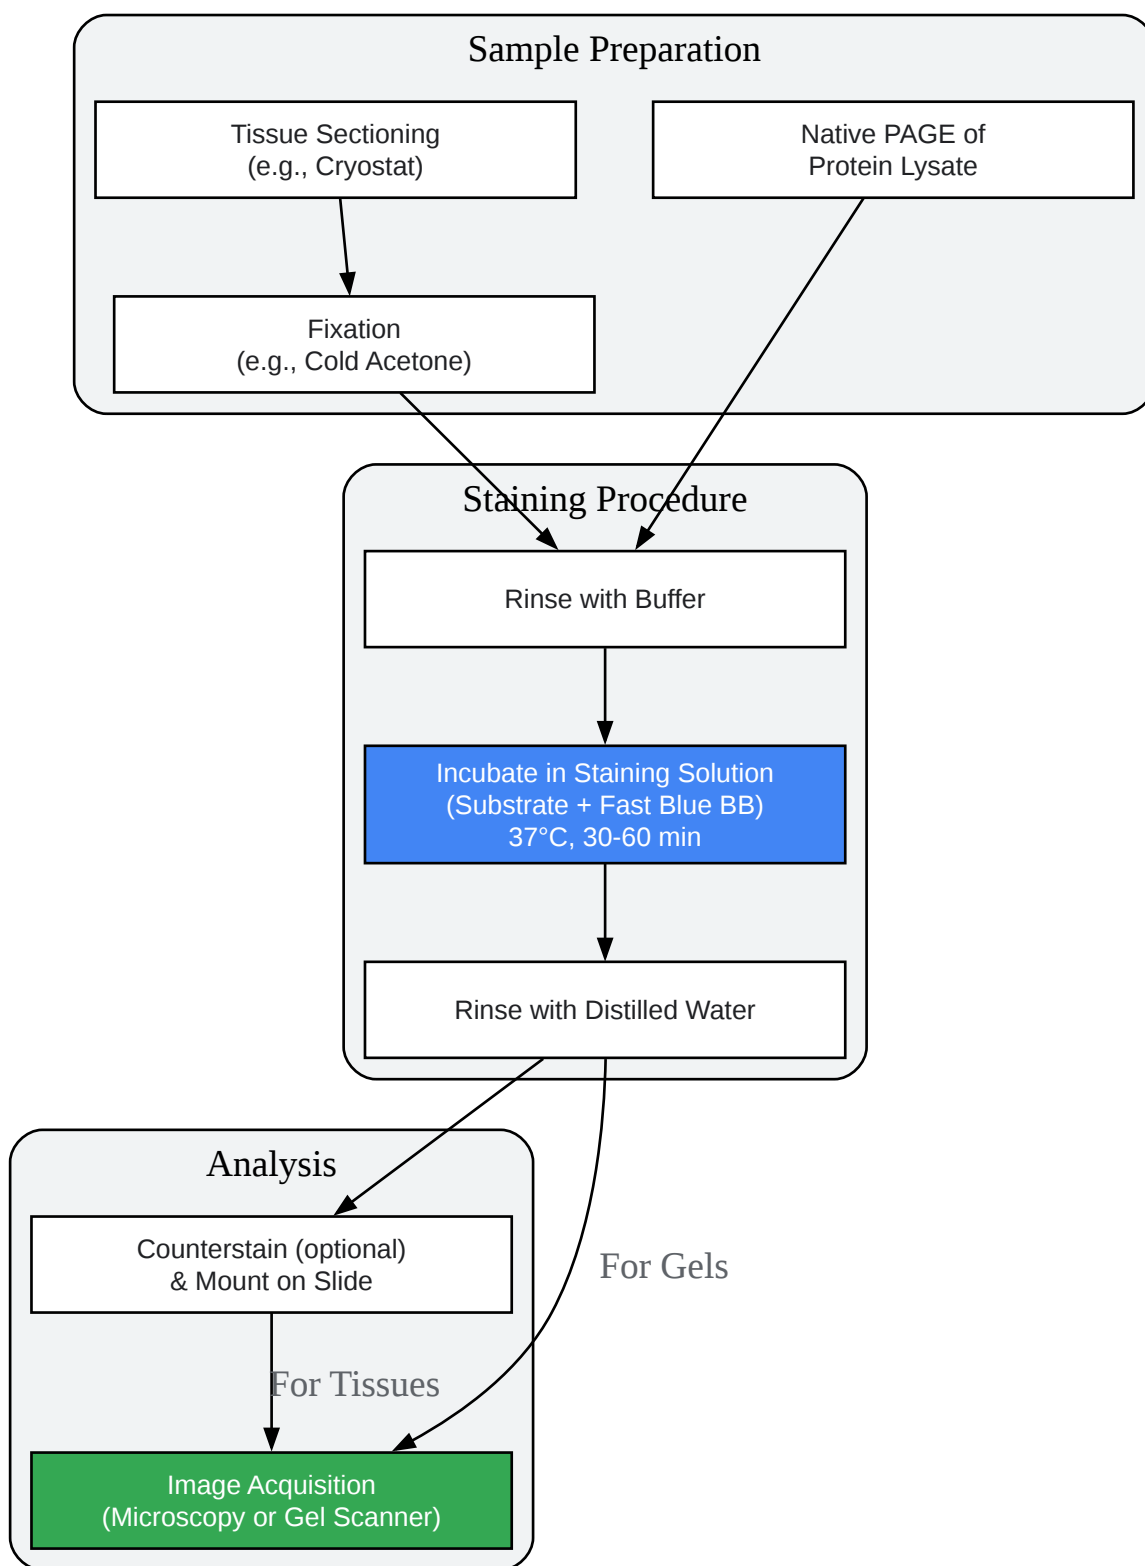 Sample Preparation
Tissue Sectioning
(e.g., Cryostat)
Native PAGE of
Protein Lysate
Fixation
(e.g., Cold Acetone)
Staining Procedure
Rinse with Buffer
Incubate in Staining Solution
(Substrate + Fast Blue BB)
37°C, 30-60 min
Rinse with Distilled Water
Analysis
Counterstain (optional)
& Mount on Slide
For Gels
For Tissues
Image Acquisition
(Microscopy or Gel Scanner)